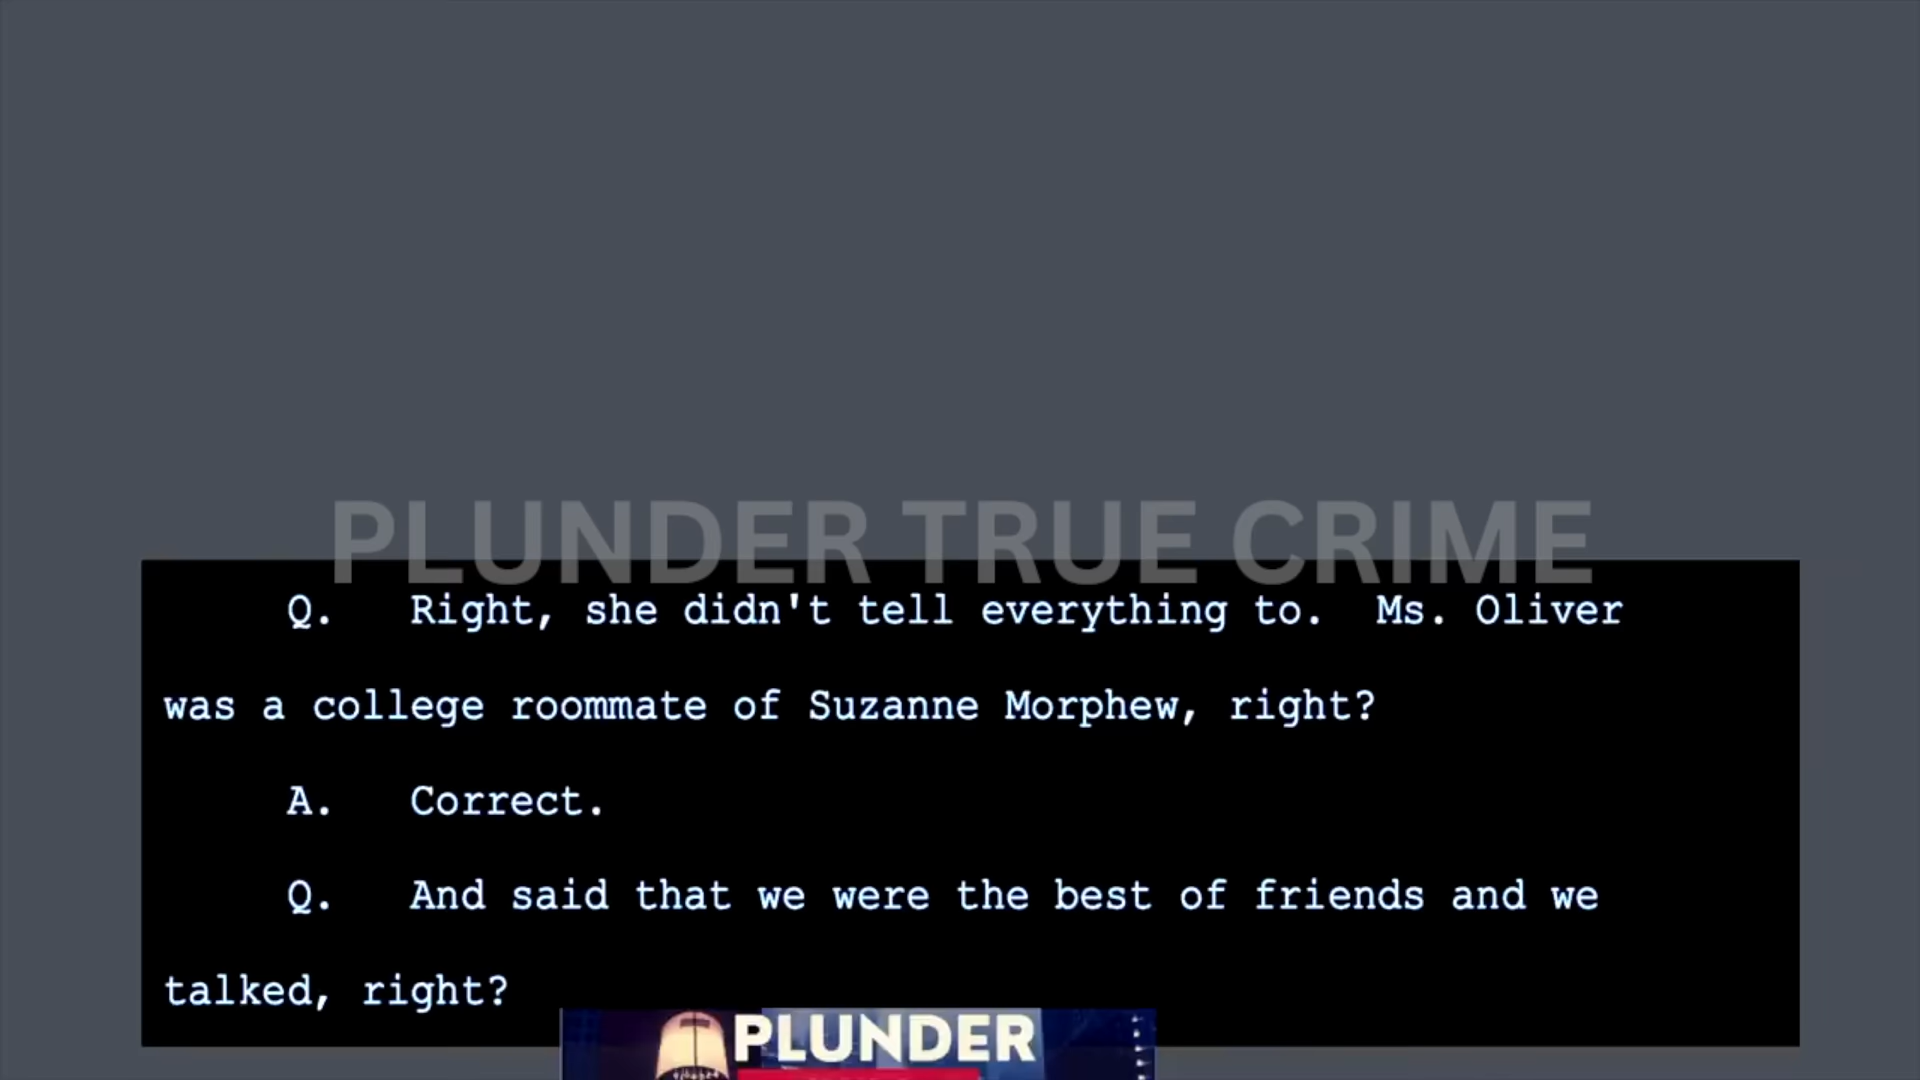 PLUNDER TRUE CRIME
Q. Right, she didn't tell everything to. Ms. Oliver
was a college roommate of Suzanne Morphew, right?
A. Correct.
Q. And said that we were the best of friends and we
talked, right?
PLUNDER